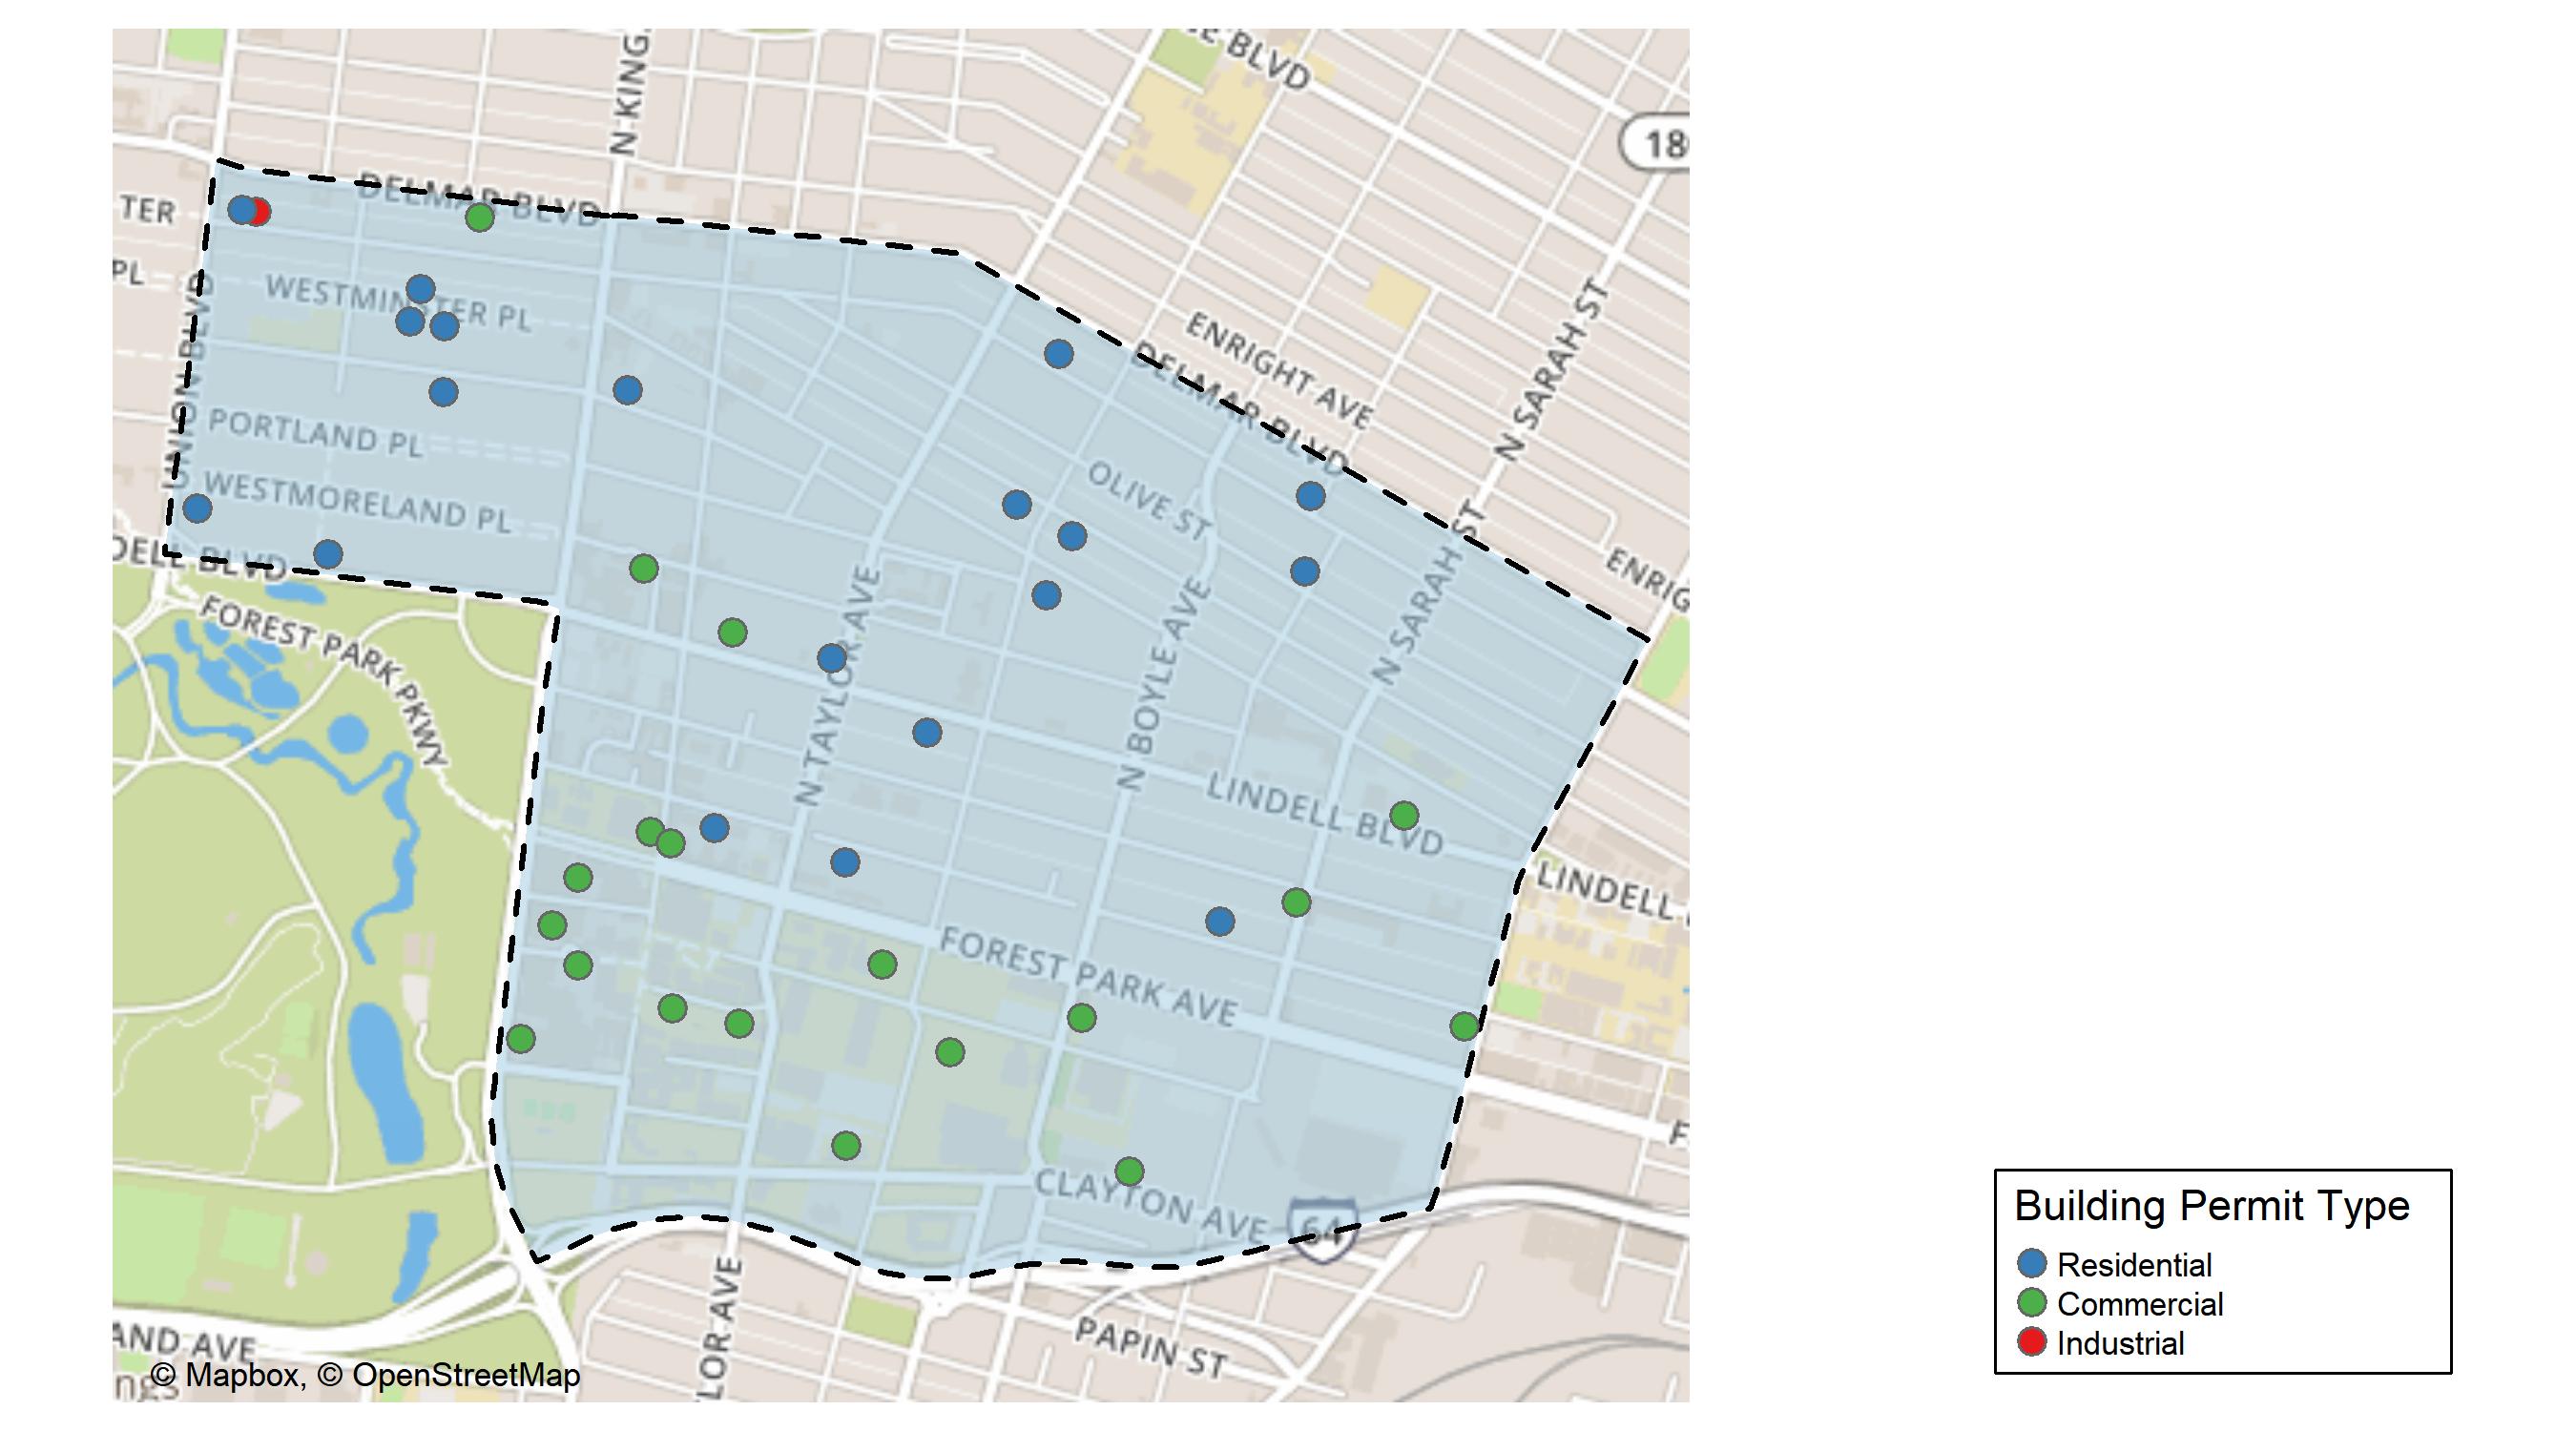 BLVD
N KING
18
DELMAR BLVD
TER
PL
WESTMINSTER PL
UNION BLVD
ENRIGHT AVE
DELMAR BLVD
N SARAH ST
PORTLAND PL
OLIVE ST
WESTMORELAND PL
N SARAH ST
DELL BLVD
ENRIG
FOREST PARK PKWY
N TAYLOR AVE
N BOYLE AVE
LINDELL BLVD
LINDELL
FOREST PARK AVE
F
CLAYTON AVE
64
Building Permit Type
Residential
Commercial
Industrial
AND AVE
LOR AVE
PAPIN ST
© Mapbox, © OpenStreetMap